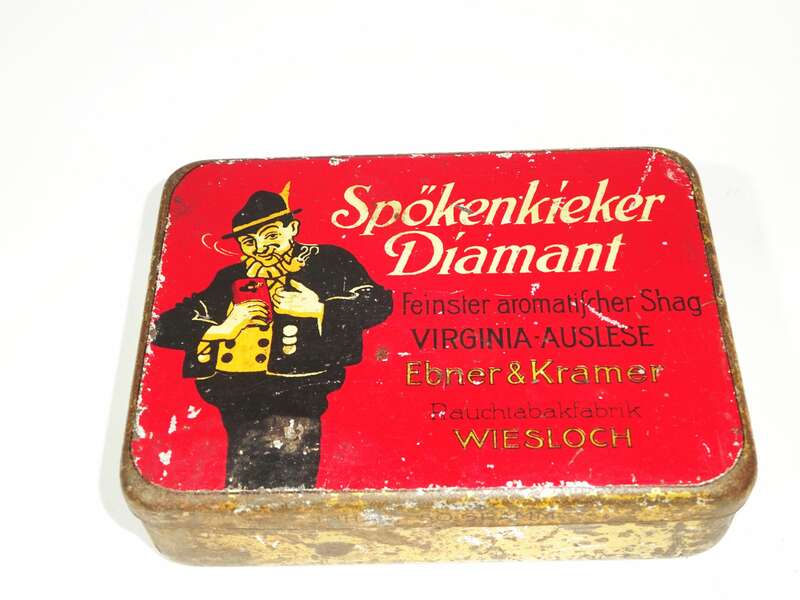 Spökenkieker
Diamant
Feinster aromatiſcher Shag
VIRGINIA-AUSLESE
Ebner & Kramer
Rauchtabakfabrik
WIESLOCH